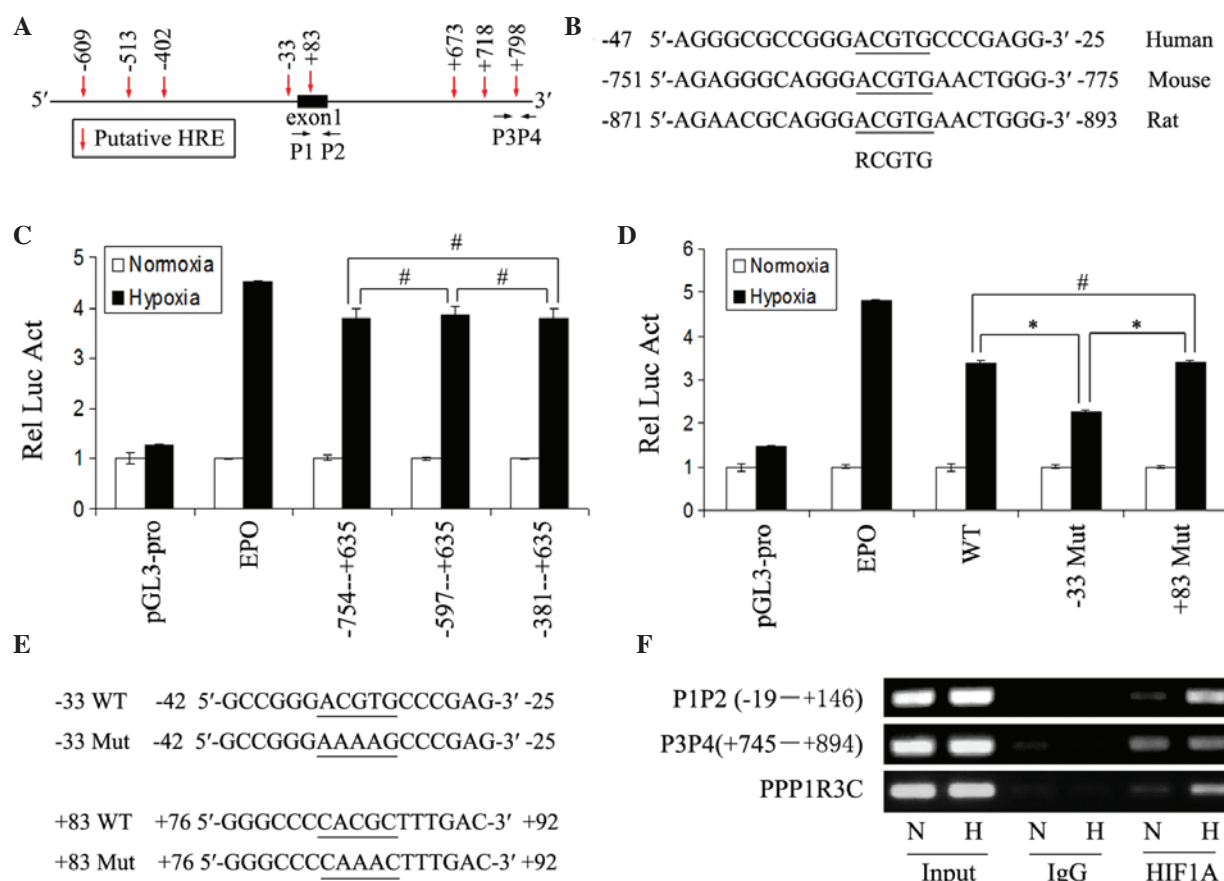 A
-609 -513 -402 -33 +83 +673 +718 +798
5′ 3′
exon1
Putative HRE
P1 P2
P3P4
B
-47 5′-AGGGCGCCGGGACGTGCCCGAGG-3′ -25 Human
-751 5′-AGAGGGCAGGGACGTGAACTGGG-3′ -775 Mouse
-871 5′-AGAACGCAGGGACGTGAACTGGG-3′ -893 Rat
RCGTG
C
Normoxia
Hypoxia
# # #
Rel Luc Act
5
4
3
2
1
0
pGL3-pro
EPO
-754--+635
-597--+635
-381--+635
D
Normoxia
Hypoxia
#
* *
Rel Luc Act
6
5
4
3
2
1
0
pGL3-pro
EPO
WT
-33 Mut
+83 Mut
E
-33 WT -42 5′-GCCGGGACGTGCCCGAG-3′ -25
-33 Mut -42 5′-GCCGGGAAAAGCCCGAG-3′ -25
+83 WT +76 5′-GGGCCCCACGCTTTGAC-3′ +92
+83 Mut +76 5′-GGGCCCCAAACTTTGAC-3′ +92
F
P1P2 (-19—+146)
P3P4(+745—+894)
PPP1R3C
N H N H N H
Input IgG HIF1A